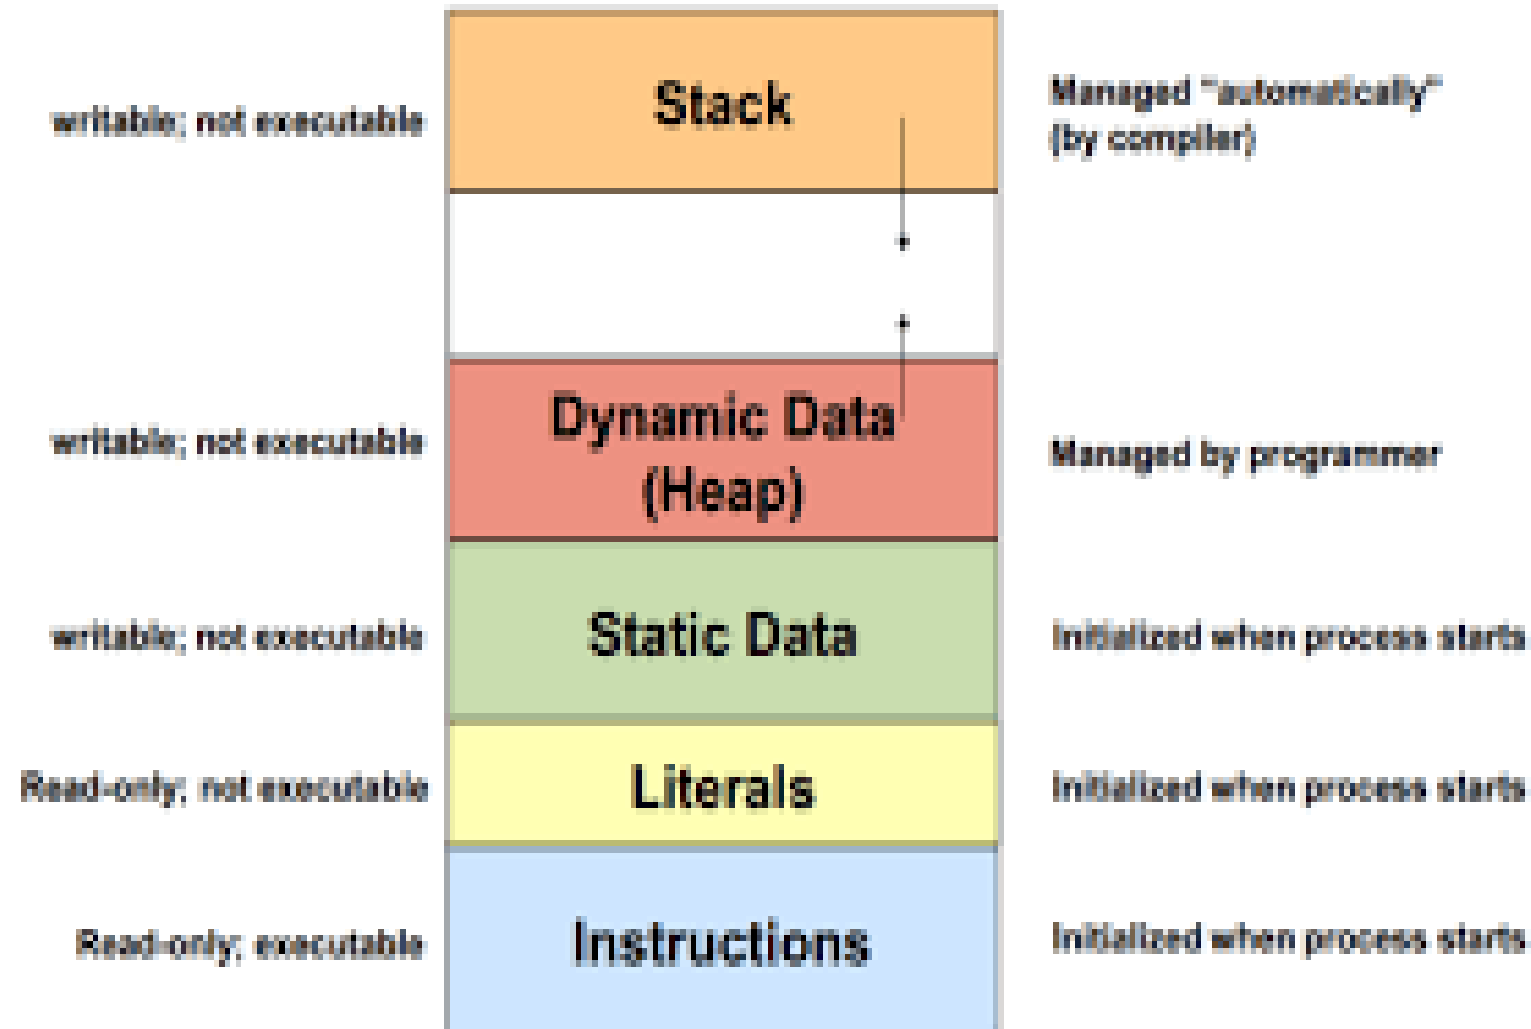 Stack
writable; not executable
Managed "automatically"
(by compiler)
Dynamic Data
(Heap)
writable; not executable
Managed by programmer
writable; not executable
Static Data
Initialized when process starts
Read-only; not executable
Literals
Initialized when process starts
Read-only; executable
Instructions
Initialized when process starts